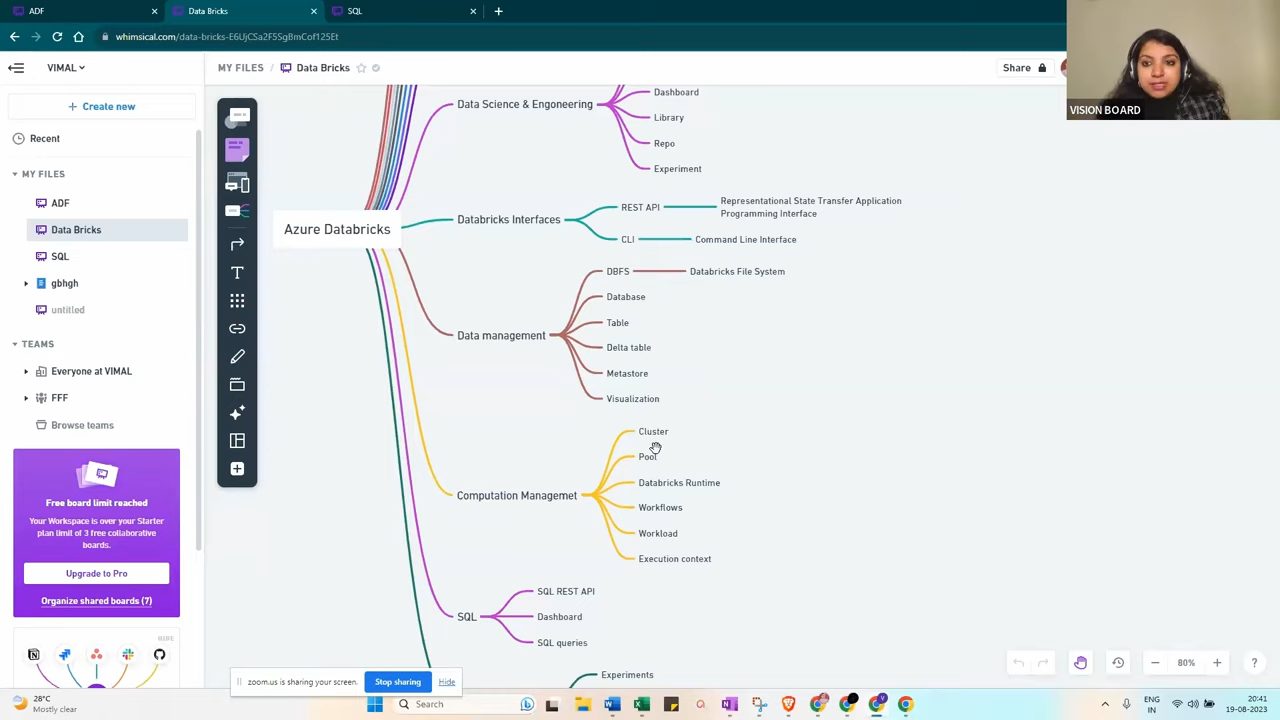 ADF
Data Bricks
SQL
whimsical.com/data-bricks-E6UjCSa2F5SgBmCof125Et
VIMAL
MY FILES / Data Bricks
Share
VISION BOARD
+ Create new
Recent
MY FILES
ADF
Data Bricks
SQL
gbhgh
untitled
TEAMS
Everyone at VIMAL
FFF
Browse teams
Free board limit reached
Your Workspace is over your Starter
plan limit of 3 free collaborative
boards.
Upgrade to Pro
Organize shared boards (7)
HIDE
Azure Databricks
Data Science & Engoneering
Dashboard
Library
Repo
Experiment
Databricks Interfaces
REST API
Representional State Transfer Application
Programming Interface
CLI
Command Line Interface
Data management
DBFS
Databricks File System
Database
Table
Delta table
Metastore
Visualization
Computation Managemet
Cluster
Pool
Databricks Runtime
Workflows
Workload
Execution context
SQL
SQL REST API
Dashboard
SQL queries
Experiments
80%
zoom.us is sharing your screen.
Stop sharing
Hide
28°C
Mostly clear
Search
ENG
IN
20:41
19-08-2023